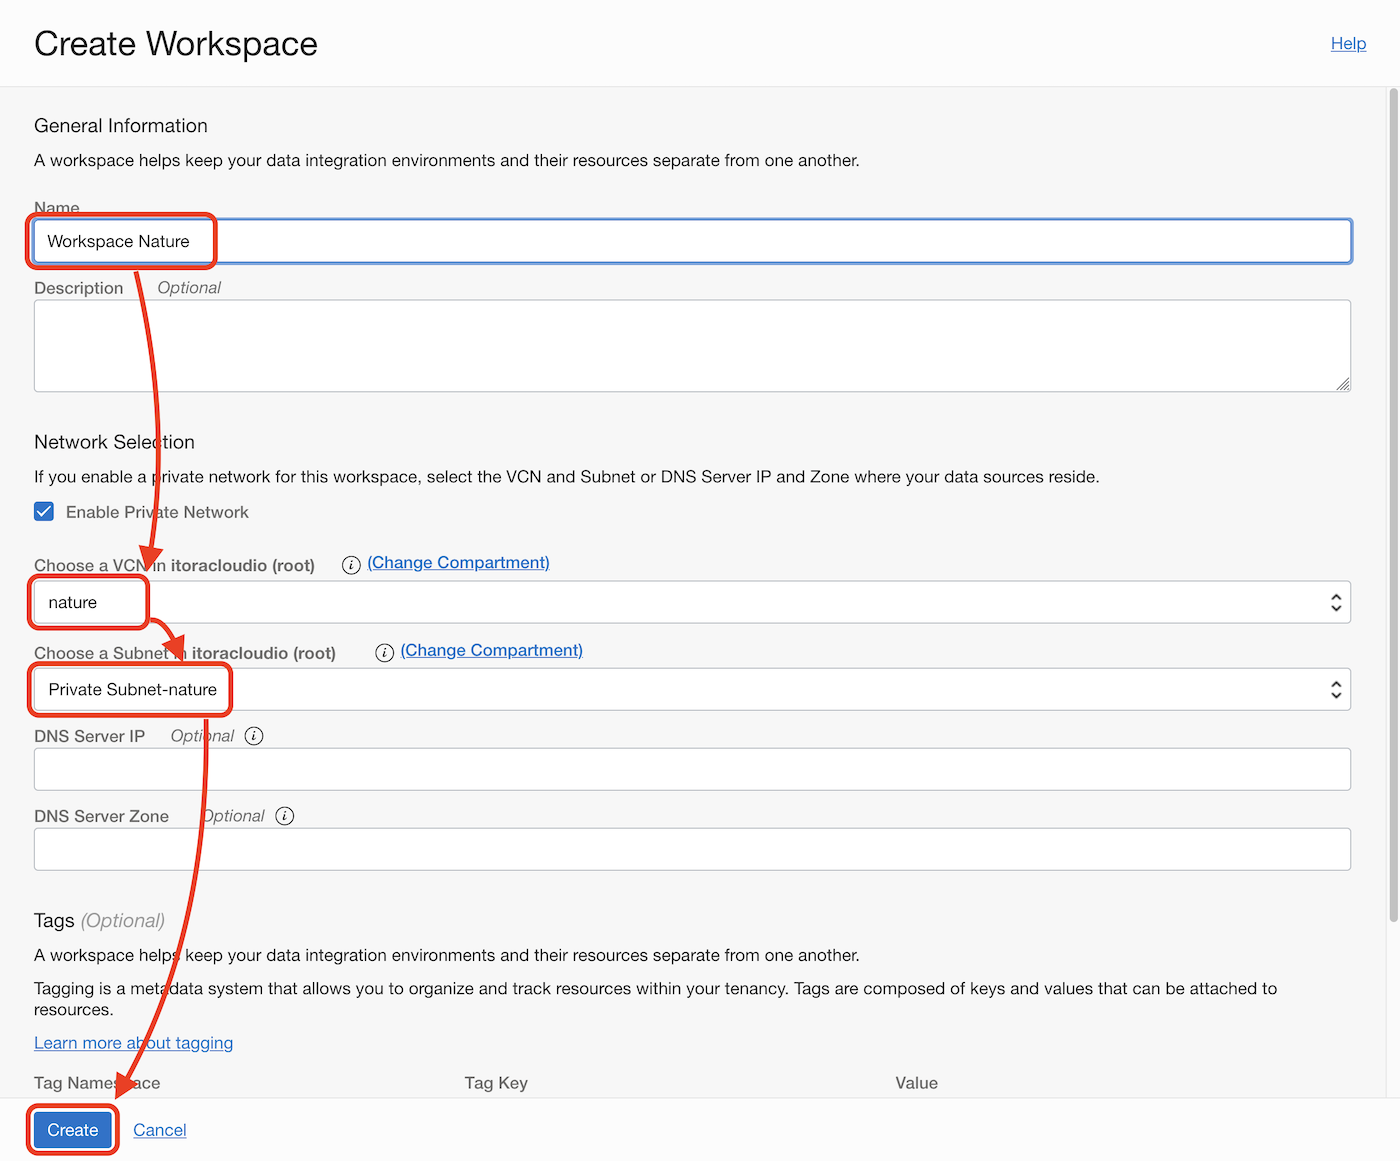 Create Workspace
Help
General Information
A workspace helps keep your data integration environments and their resources separate from one another.
Name
Workspace Nature
Description Optional
Network Selection
If you enable a private network for this workspace, select the VCN and Subnet or DNS Server IP and Zone where your data sources reside.
Enable Private Network
Choose a VCN in itoracloudio (root) (Change Compartment)
nature
Choose a Subnet in itoracloudio (root) (Change Compartment)
Private Subnet-nature
DNS Server IP Optional
DNS Server Zone Optional
Tags (Optional)
A workspace helps keep your data integration environments and their resources separate from one another.
Tagging is a metadata system that allows you to organize and track resources within your tenancy. Tags are composed of keys and values that can be attached to
resources.
Learn more about tagging
Tag Namespace Tag Key Value
Create Cancel